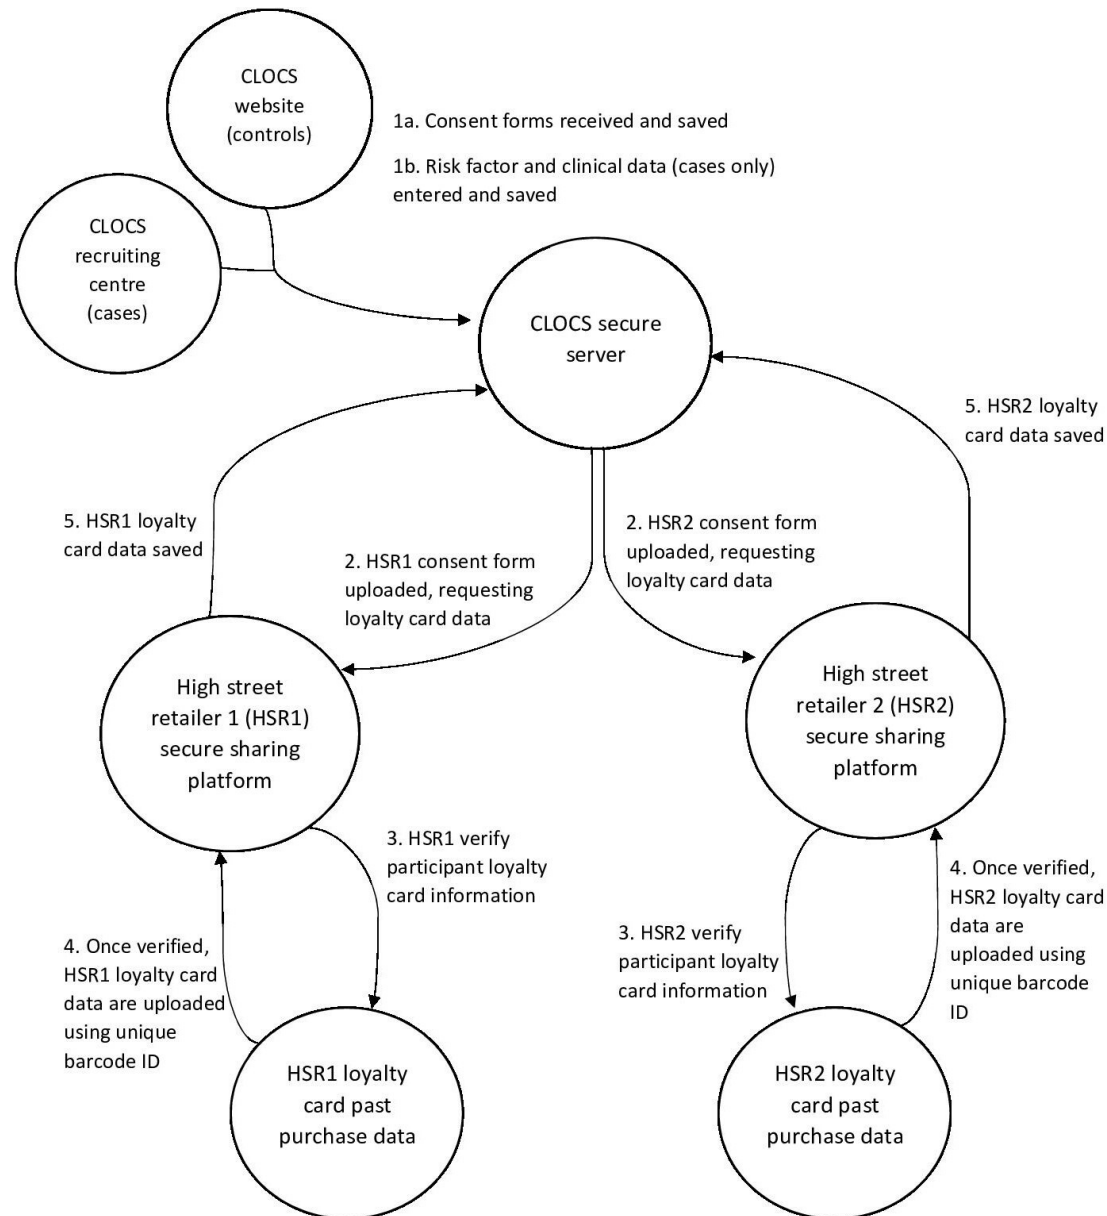 CLOCS
website
(controls)
1a. Consent forms received and saved
1b. Risk factor and clinical data (cases only)
entered and saved
CLOCS
recruiting
centre
(cases)
CLOCS secure
server
5. HSR2 loyalty
card data saved
5. HSR1 loyalty
card data saved
2. HSR1 consent form
uploaded, requesting
loyalty card data
2. HSR2 consent form
uploaded, requesting
loyalty card data
High street
retailer 1 (HSR1)
secure sharing
platform
High street
retailer 2 (HSR2)
secure sharing
platform
3. HSR1 verify
participant loyalty
card information
4. Once verified,
HSR1 loyalty card
data are uploaded
using unique
barcode ID
3. HSR2 verify
participant loyalty
card information
4. Once verified,
HSR2 loyalty card
data are
uploaded using
unique barcode
ID
HSR1 loyalty
card past
purchase data
HSR2 loyalty
card past
purchase data